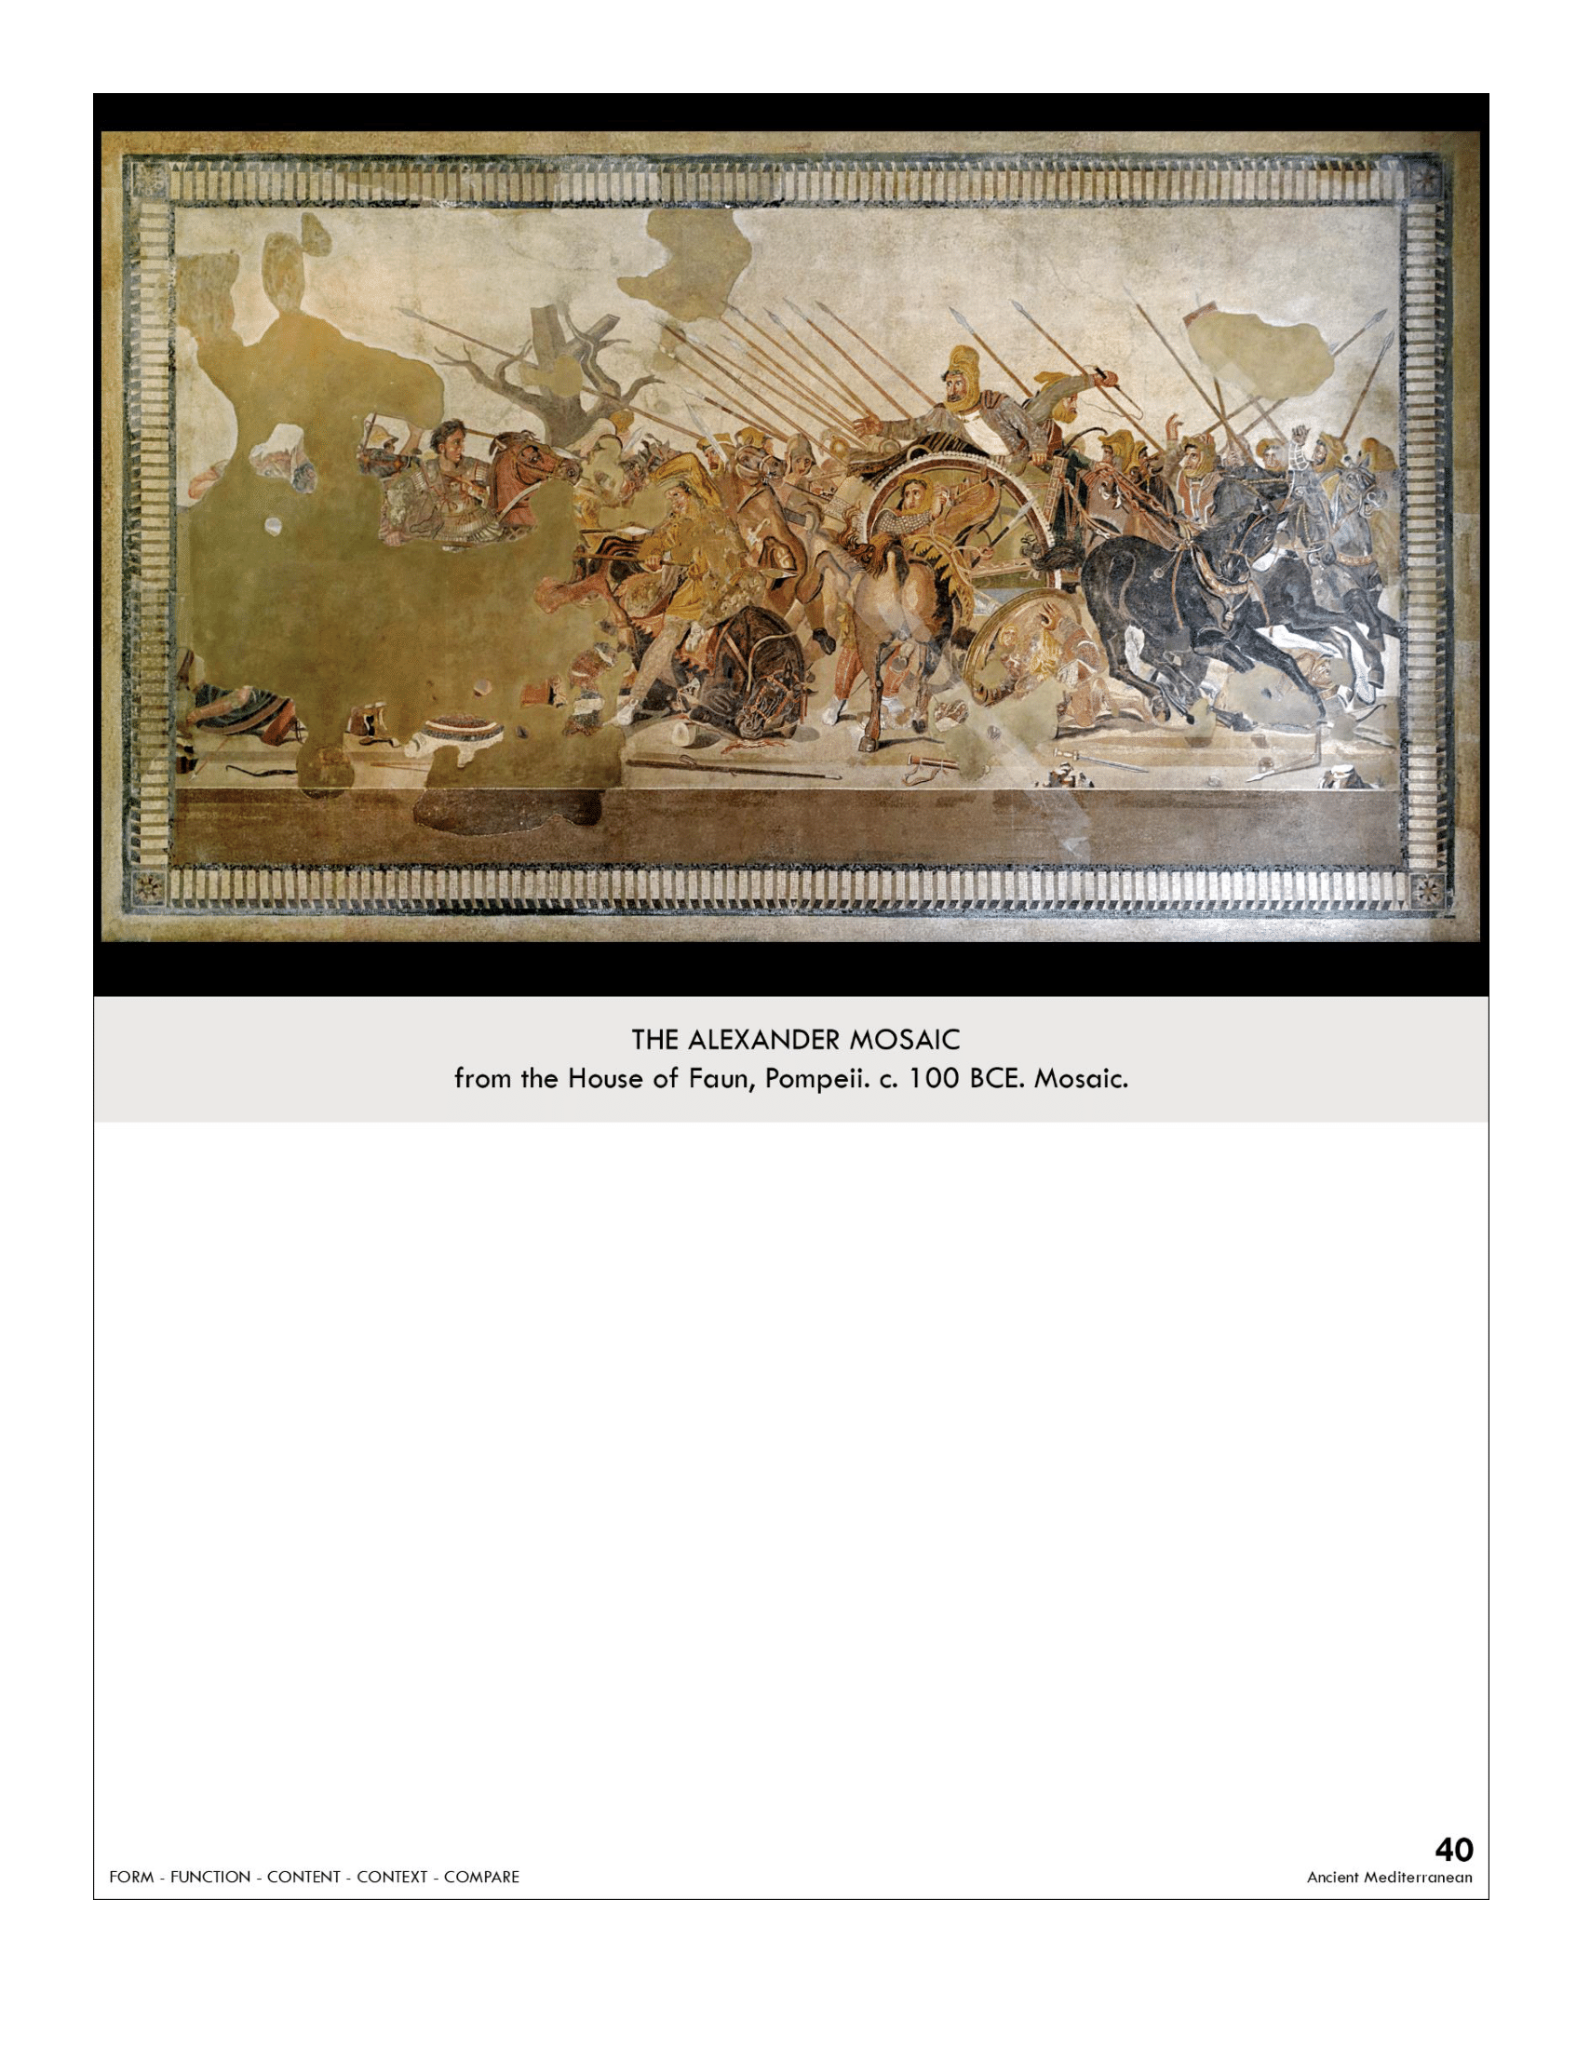 THE ALEXANDER MOSAIC
from the House of Faun, Pompeii. c. 100 BCE. Mosaic.
40
FORM - FUNCTION - CONTENT - CONTEXT - COMPARE
Ancient Mediterranean